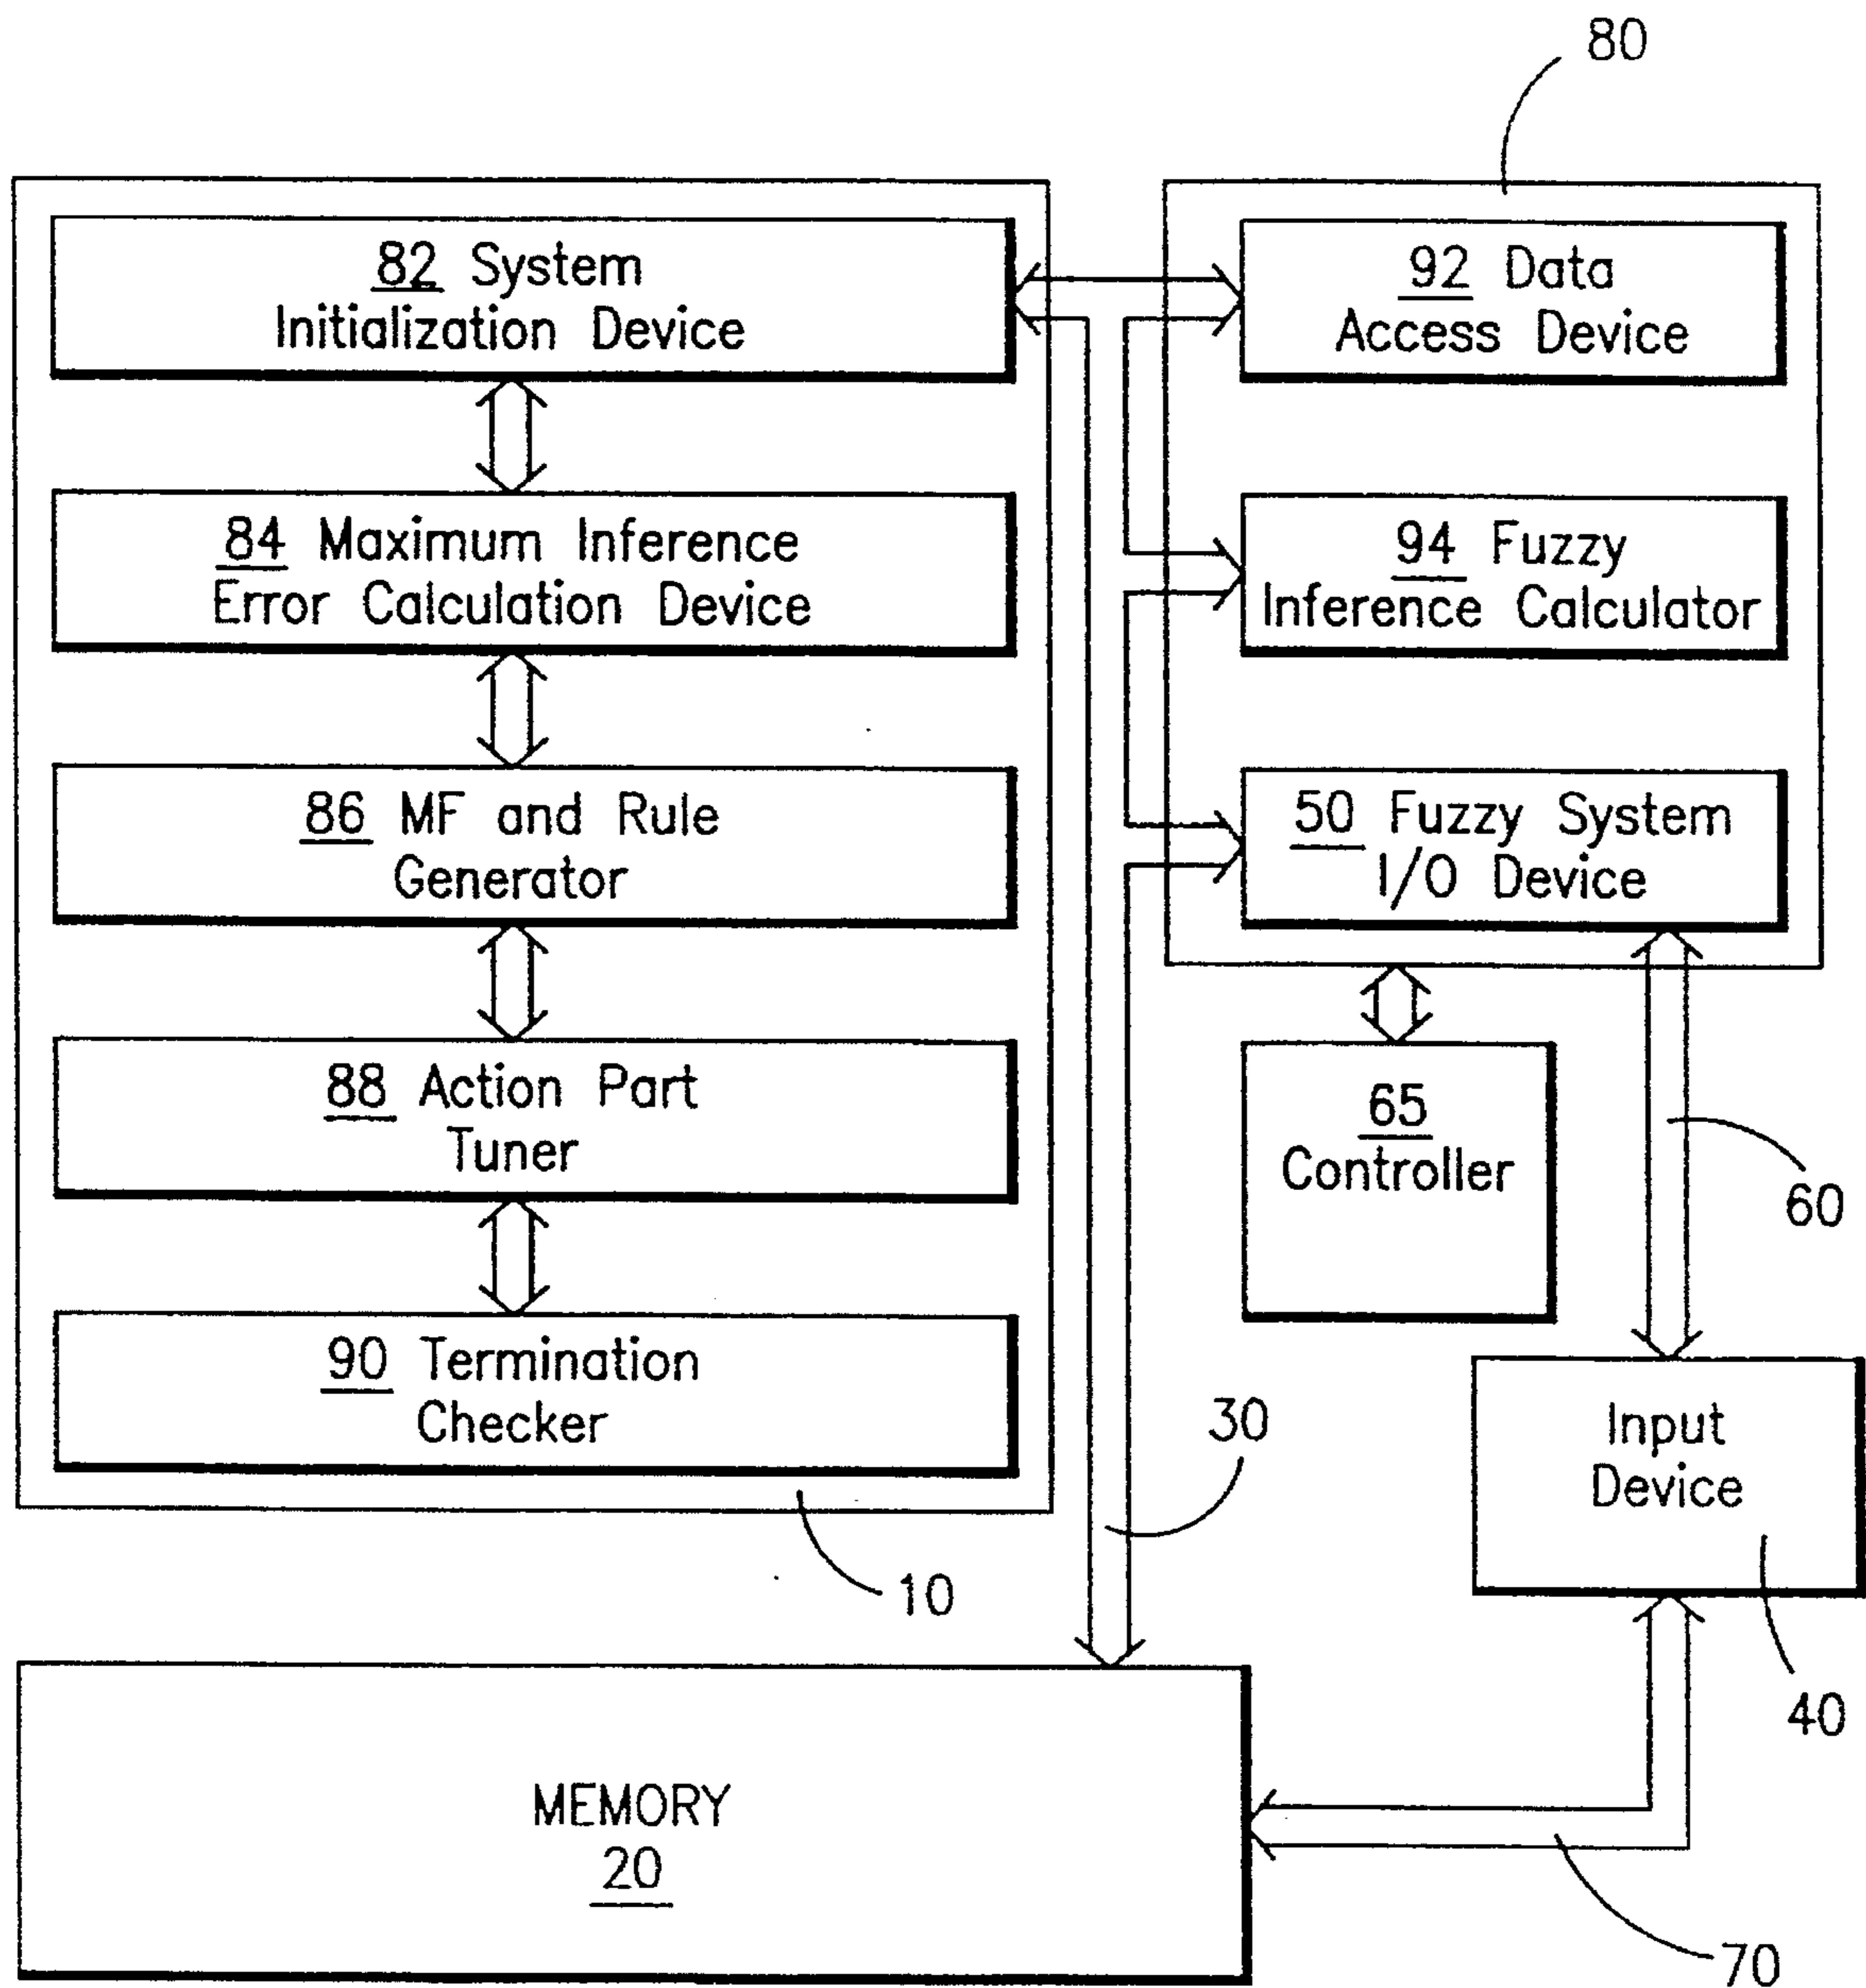 80
82 System
Initialization Device
92 Data
Access Device
84 Maximum Inference
Error Calculation Device
94 Fuzzy
Inference Calculator
86 MF and Rule
Generator
50 Fuzzy System
I/O Device
88 Action Part
Tuner
65
Controller
60
90 Termination
Checker
30
Input
Device
10
40
MEMORY
20
70